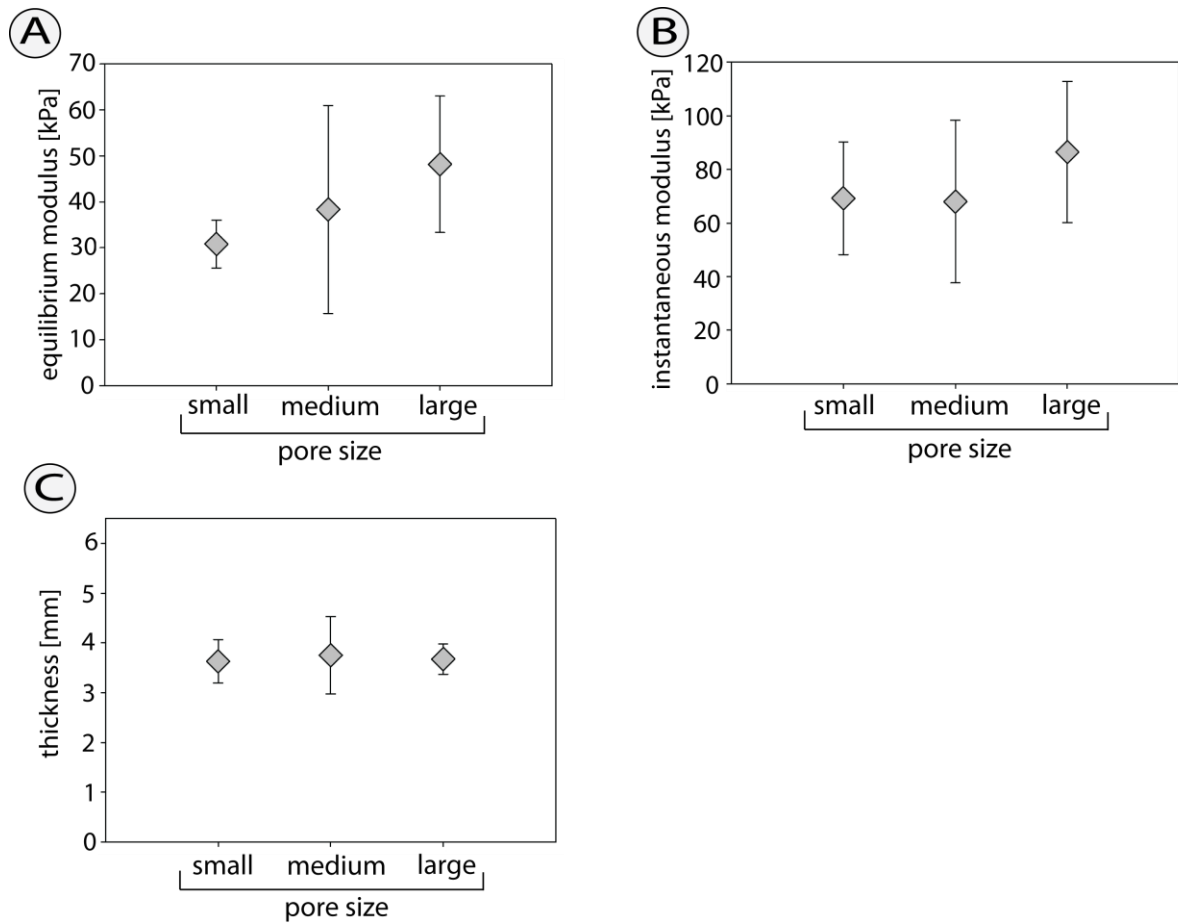 A
equilibrium modulus [kPa]
70
60
50
40
30
20
10
0
small medium large
pore size
B
instantaneous modulus [kPa]
120
100
80
60
40
20
0
small medium large
pore size
C
thickness [mm]
6
5
4
3
2
1
0
small medium large
pore size